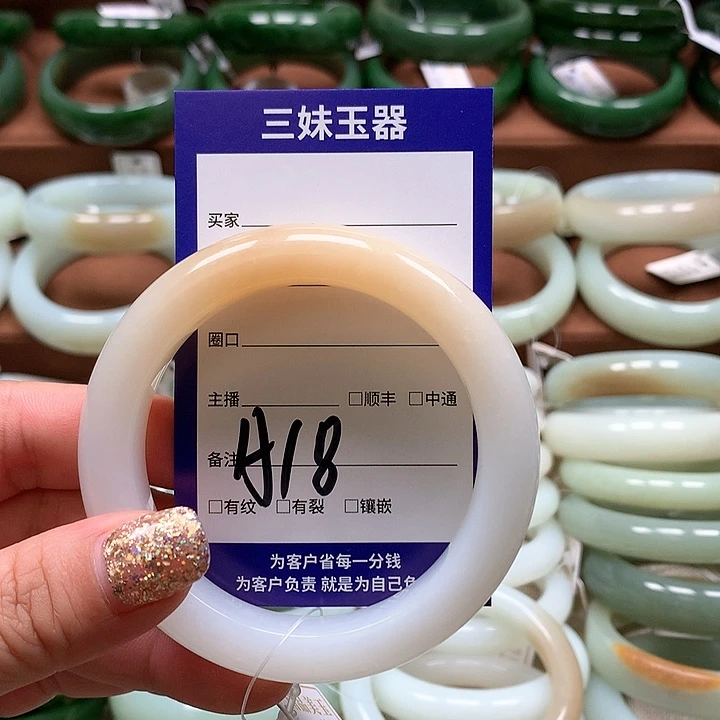 三妹玉器
买家
圈口
主播 □顺丰 □中通
备注 A18
□有纹 □有裂 □镶嵌
为客户省每一分钱
为客户负责 就是为自己负